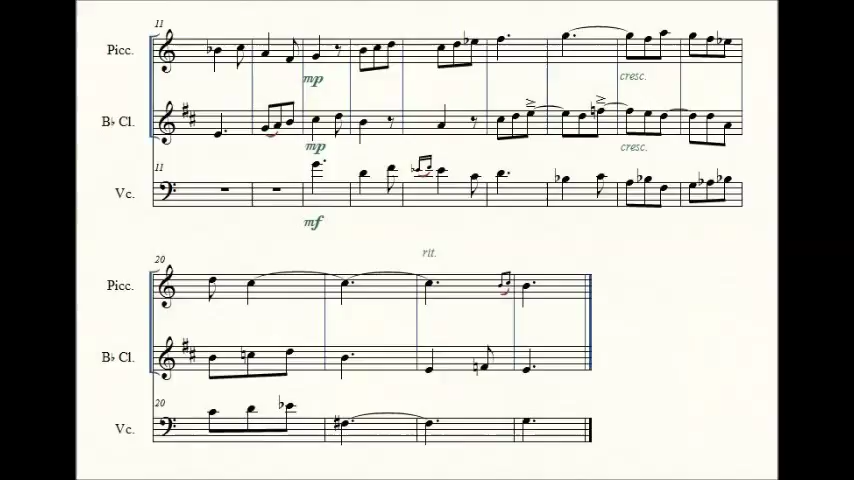 11
Picc.
mp
cresc.
B♭ Cl.
mp
cresc.
11
Vc.
mf
rit.
20
Picc.
B♭ Cl.
20
Vc.